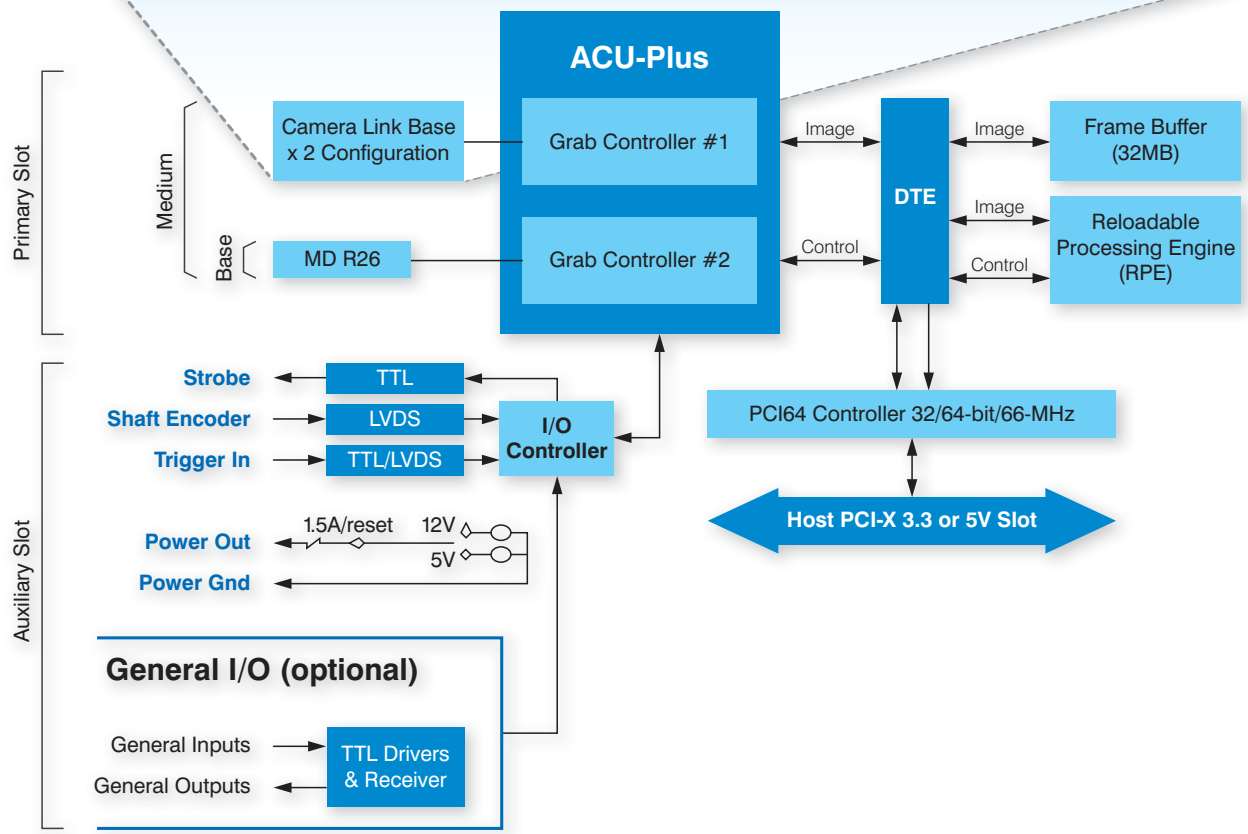 ACU-Plus
Primary Slot
Medium
Base
Camera Link Base
x 2 Configuration
Grab Controller #1
MD R26
Grab Controller #2
Image
Control
DTE
Image
Image
Control
Frame Buffer
(32MB)
Reloadable
Processing Engine
(RPE)
Auxiliary Slot
Strobe
TTL
Shaft Encoder
LVDS
Trigger In
TTL/LVDS
I/O
Controller
PCI64 Controller 32/64-bit/66-MHz
Host PCI-X 3.3 or 5V Slot
Power Out
1.5A/reset
12V
5V
Power Gnd
General I/O (optional)
General Inputs
General Outputs
TTL Drivers
& Receiver